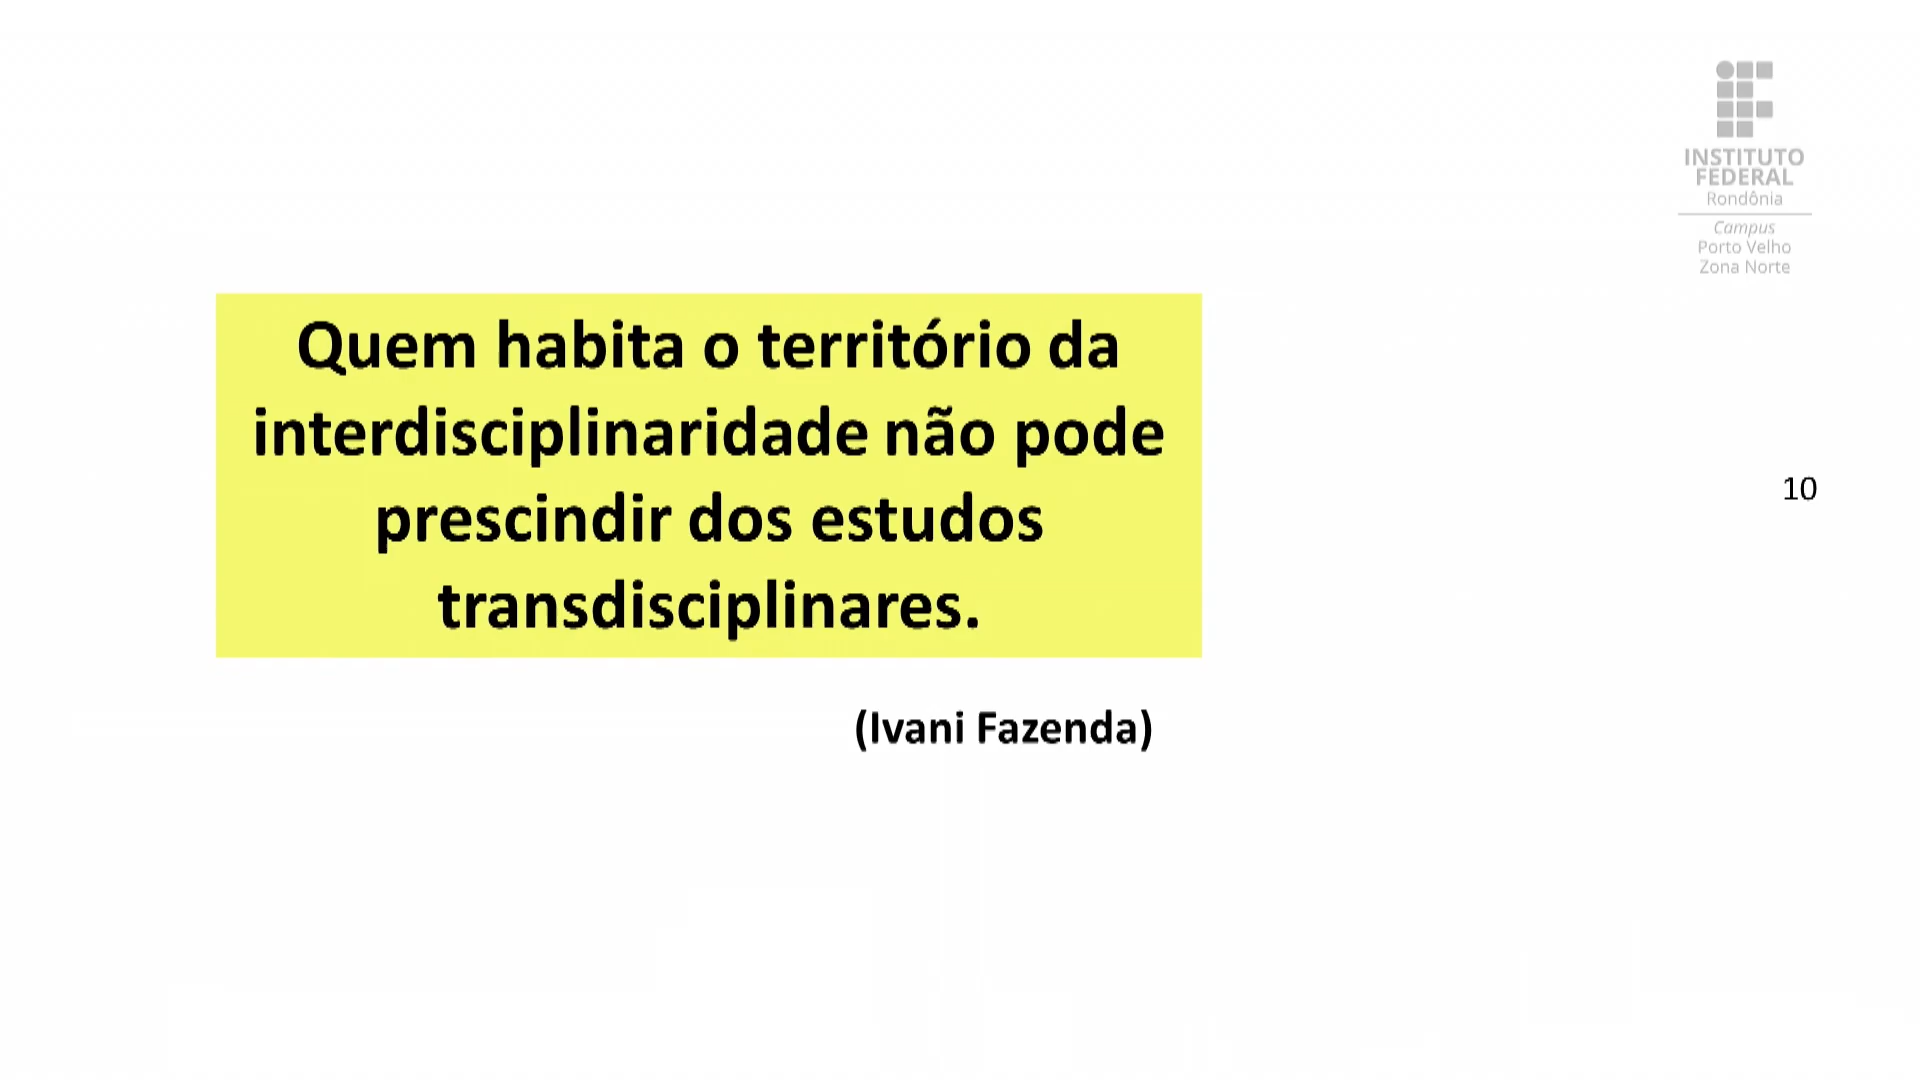 INSTITUTO
FEDERAL
Rondônia
Campus
Porto Velho
Zona Norte
Quem habita o território da
interdisciplinaridade não pode
prescindir dos estudos
transdisciplinares.
10
(Ivani Fazenda)